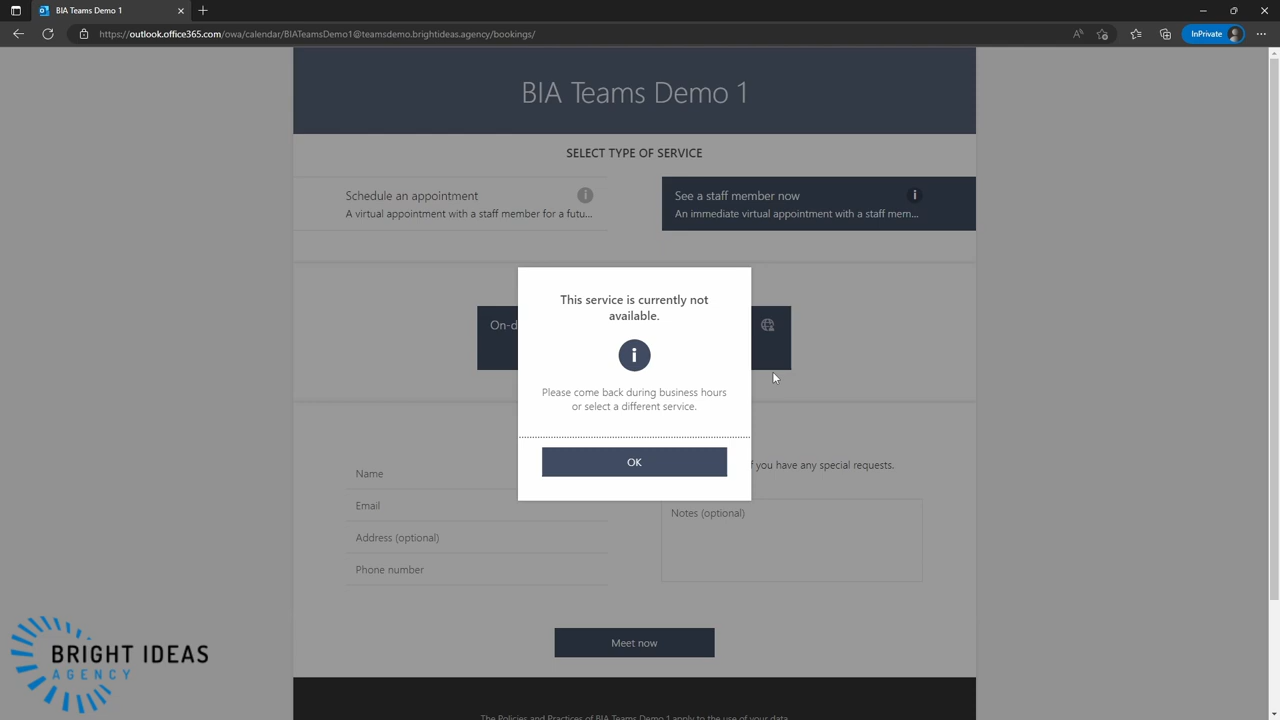 BIA Teams Demo 1
https://outlook.office365.com/owa/calendar/BIATeamsDemo1@teamsdemo.brightideas.agency/bookings/
InPrivate
BIA Teams Demo 1
SELECT TYPE OF SERVICE
Schedule an appointment
A virtual appointment with a staff member for a futu...
See a staff member now
An immediate virtual appointment with a staff mem...
On-d
This service is currently not
available.
Please come back during business hours
or select a different service.
OK
Name
Email
Address (optional)
Phone number
f you have any special requests.
Notes (optional)
Meet now
BRIGHT IDEAS
AGENCY
The Policies and Practices of BIA Teams Demo 1 apply to the use of your data.